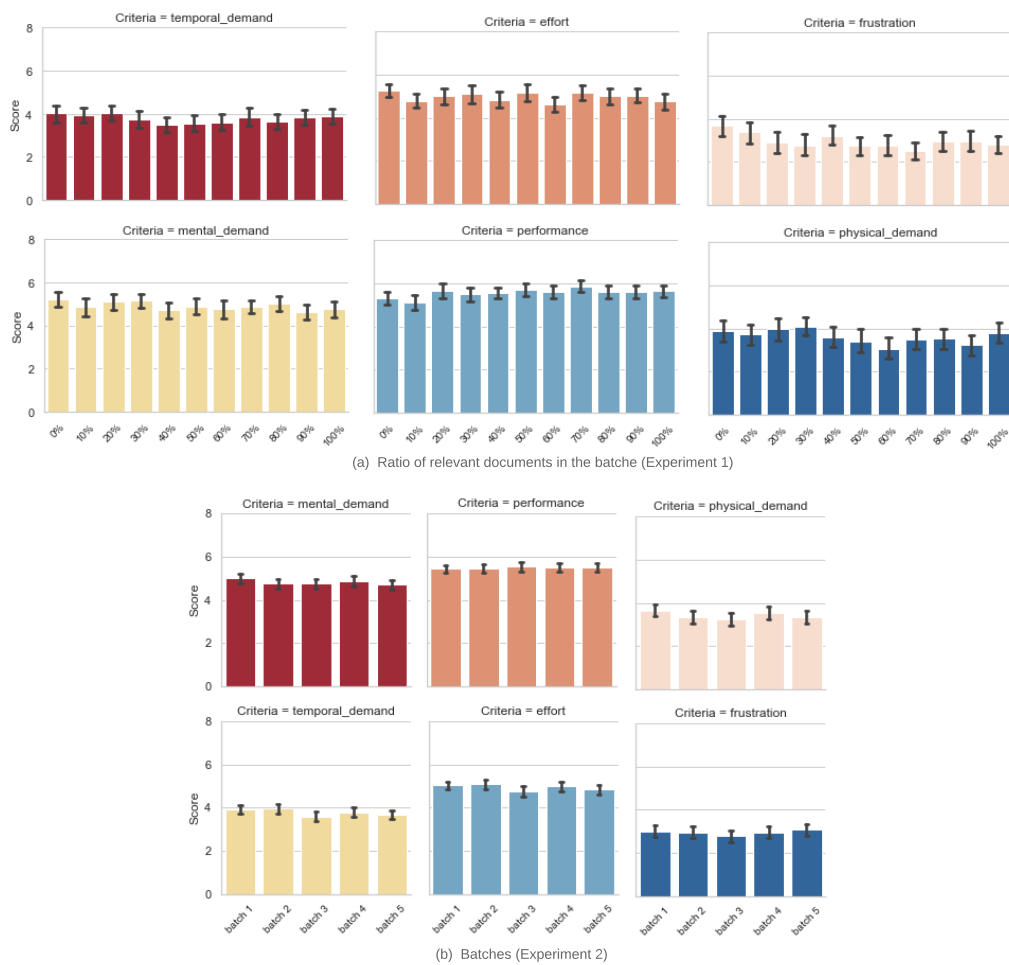 Criteria = temporal_demand
Criteria = effort
Criteria = frustration
Score
8
6
4
2
0
Criteria = mental_demand
Criteria = performance
Criteria = physical_demand
Score
8
6
4
2
0
0% 10% 20% 30% 40% 50% 60% 70% 80% 90% 100%
0% 10% 20% 30% 40% 50% 60% 70% 80% 90% 100%
0% 10% 20% 30% 40% 50% 60% 70% 80% 90% 100%
(a) Ratio of relevant documents in the batche (Experiment 1)
Criteria = mental_demand
Criteria = performance
Criteria = physical_demand
Score
8
6
4
2
0
Criteria = temporal_demand
Criteria = effort
Criteria = frustration
Score
8
6
4
2
0
batch 1 batch 2 batch 3 batch 4 batch 5
batch 1 batch 2 batch 3 batch 4 batch 5
batch 1 batch 2 batch 3 batch 4 batch 5
(b) Batches (Experiment 2)